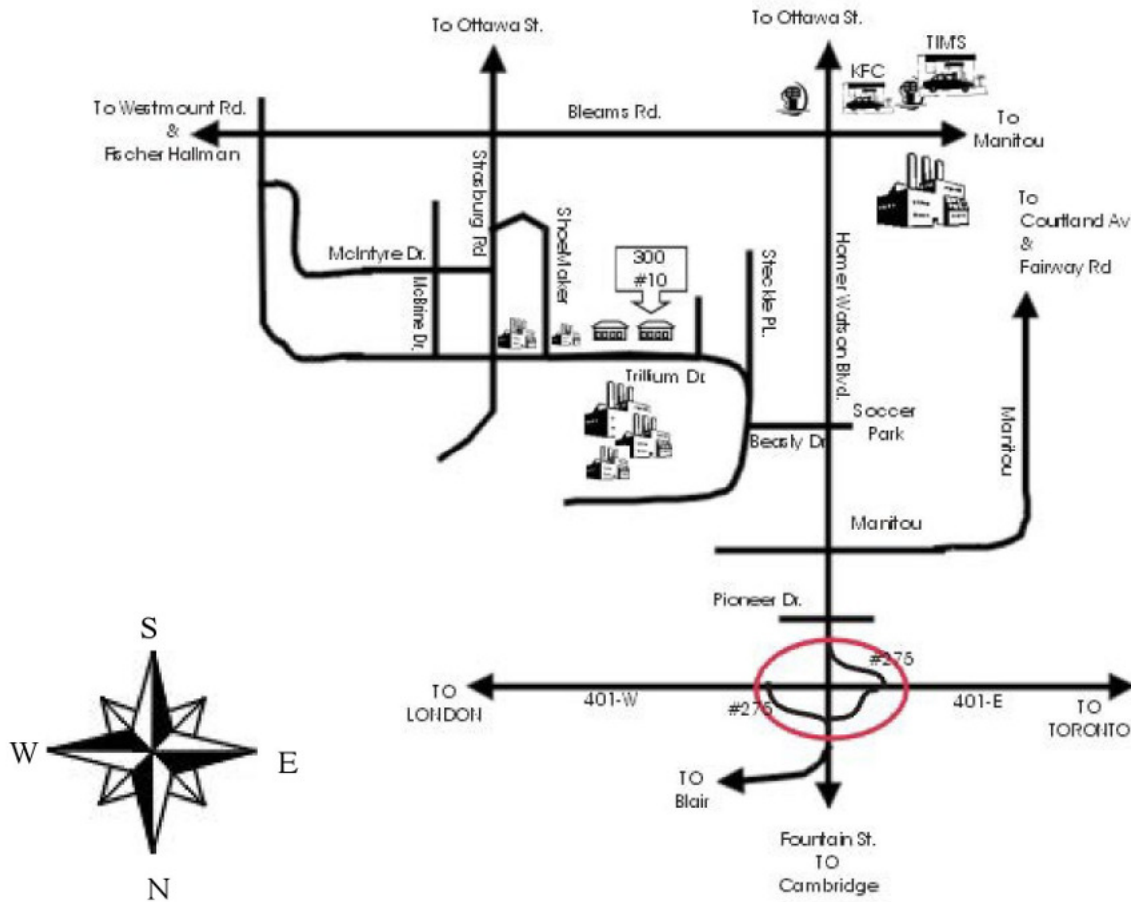 To Ottawa St.
To Ottawa St.
TIM'S
KFC
To Westmount Rd.
&
Fischer Hallman
Bleams Rd.
To
Manitou
Strasburg Rd
ShoeMaker
McIntyre Dr.
McBrine Dr.
300
#10
Steckle PL.
Homer Watson Blvd.
To
Courtland Av
&
Fairway Rd
Trillium Dr.
Soccer
Park
Beasly Dr.
Manitou
Manitou
Pioneer Dr.
#275
TO
LONDON
401-W
#275
401-E
TO
TORONTO
TO
Blair
Fountain St.
TO
Cambridge
S
W
E
N